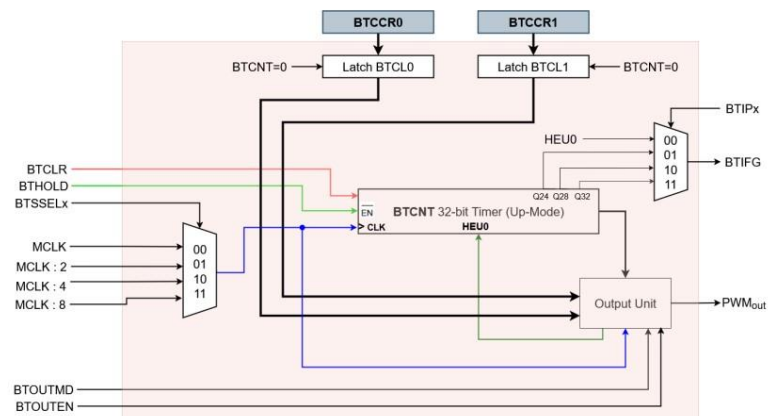 BTCCR0
BTCCR1
BTCNT=0
Latch BTCL0
Latch BTCL1
BTCNT=0
BTIPx
HEU0
00
01
10
11
BTIFG
BTCLR
BTHOLD
BTSSELx
Q24 Q28 Q32
EN
BTCNT 32-bit Timer (Up-Mode)
> CLK
HEU0
MCLK
MCLK : 2
MCLK : 4
MCLK : 8
00
01
10
11
Output Unit
PWMout
BTOUTMD
BTOUTEN